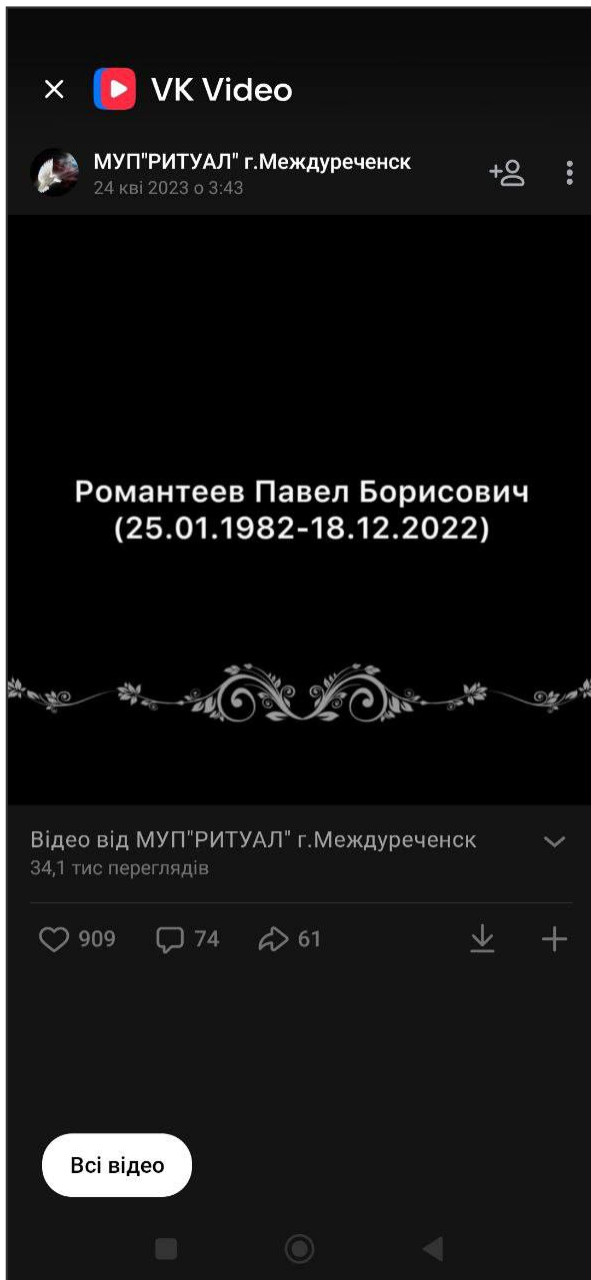 VK Video
МУП"РИТУАЛ" г.Междуреченск
24 кві 2023 о 3:43
Романтеев Павел Борисович
(25.01.1982-18.12.2022)
Відео від МУП"РИТУАЛ" г.Междуреченск
34,1 тис переглядів
909 74 61
Всі відео